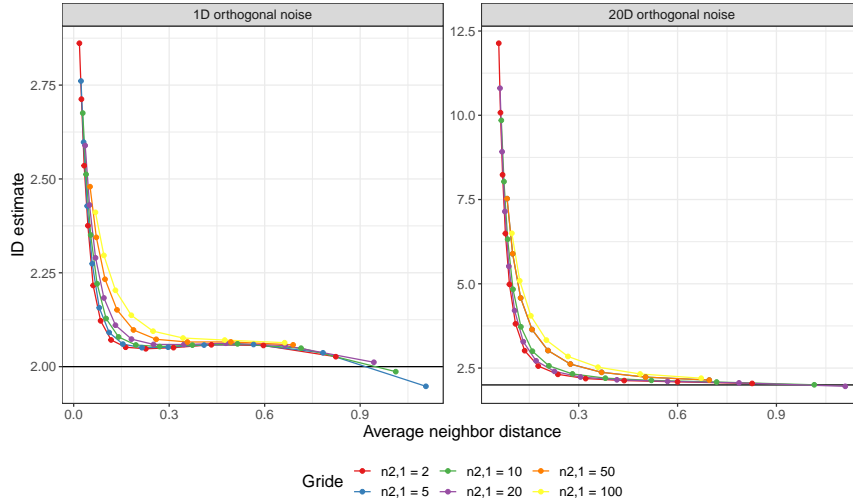 1D orthogonal noise
20D orthogonal noise
ID estimate
2.75
2.50
2.25
2.00
0.0
0.3
0.6
0.9
12.5
10.0
7.5
5.0
2.5
0.3
0.6
0.9
Average neighbor distance
Gride
n2,1 = 2
n2,1 = 10
n2,1 = 50
n2,1 = 5
n2,1 = 20
n2,1 = 100